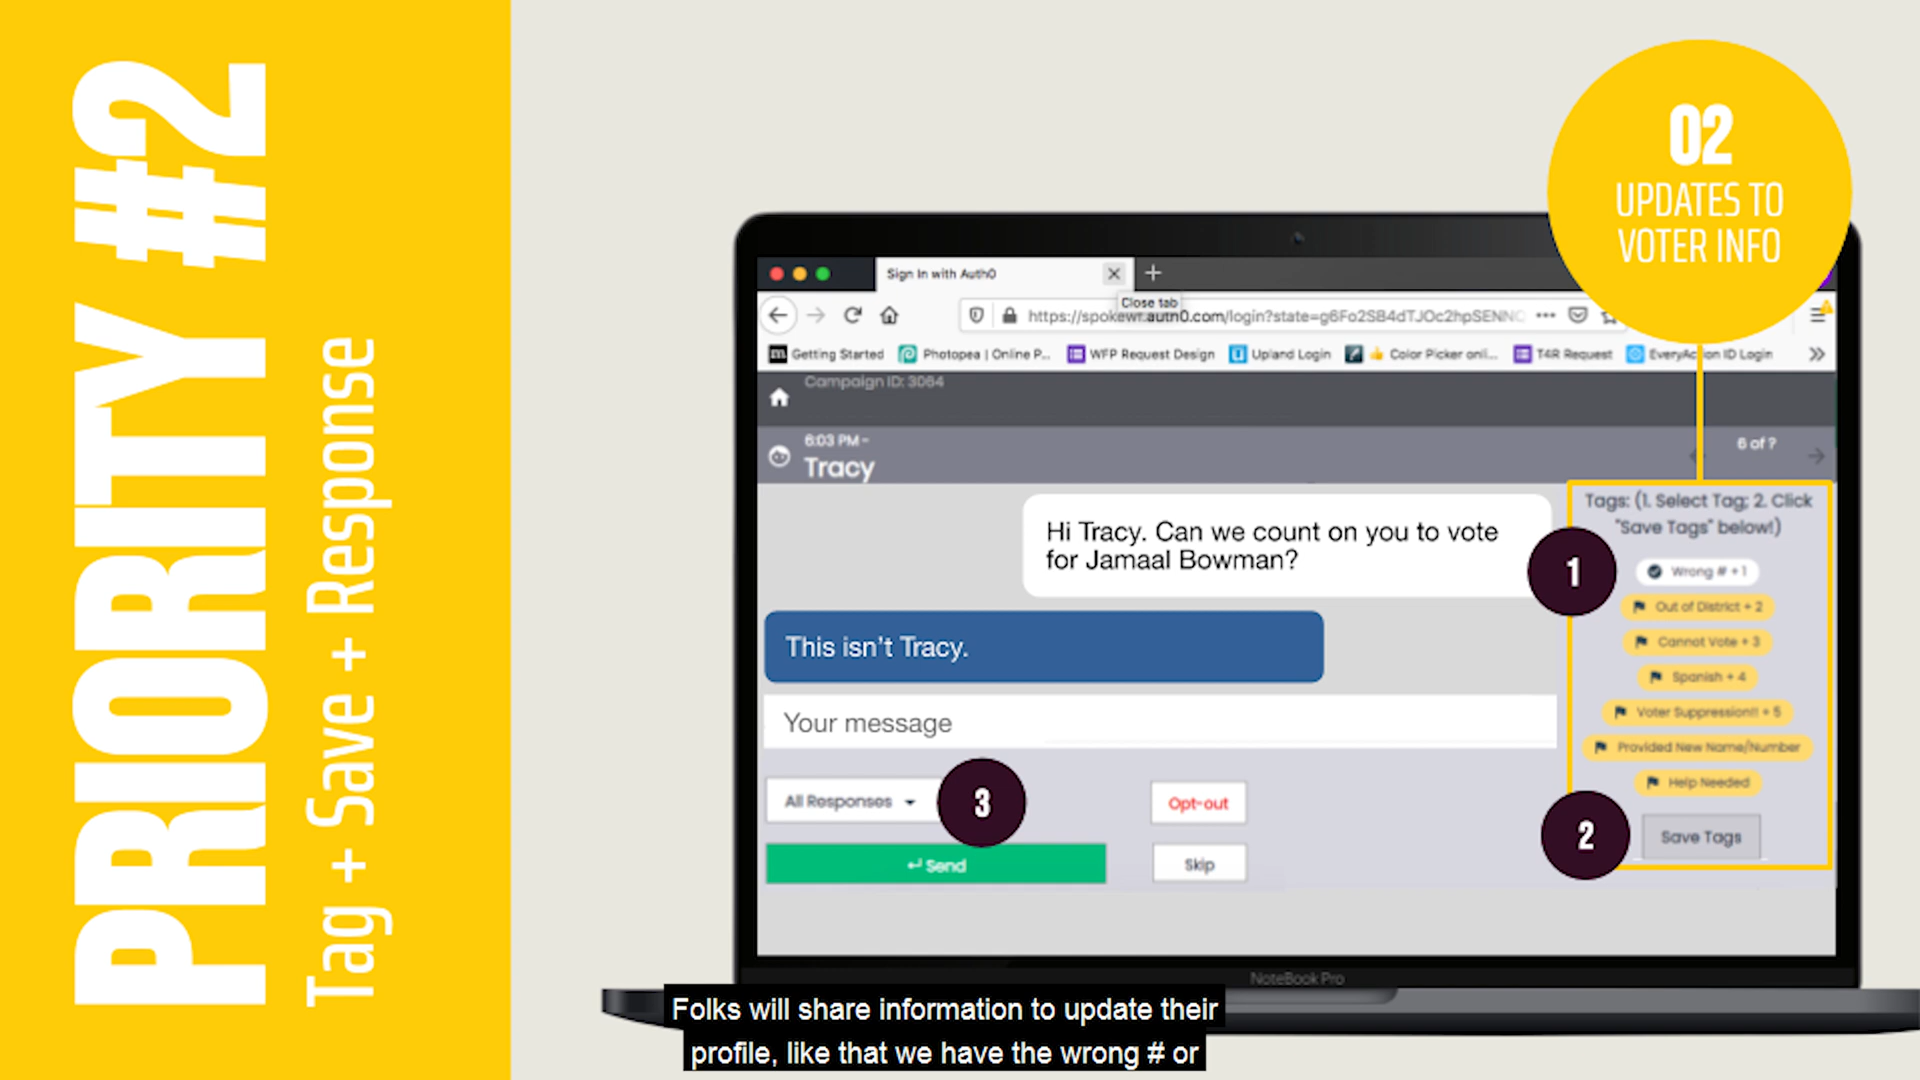 PRIORITY #2
Tag + Save + Response
02
UPDATES TO
VOTER INFO
Sign In with Auth0
Close tab
https://spokewf.auth0.com/login?state=g6Fo2SB4dTJOc2hpSENNO
Getting Started
Photopea | Online P...
WFP Request Design
Upland Login
Color Picker onli...
T4R Request
EveryAction ID Login
Campaign ID: 3064
6:03 PM -
Tracy
6 of ?
Hi Tracy. Can we count on you to vote
for Jamaal Bowman?
This isn't Tracy.
Your message
All Responses
3
Opt-out
Send
Skip
Tags: (1. Select Tag; 2. Click
"Save Tags" below!)
1
Wrong # + 1
Out of District + 2
Cannot Vote + 3
Spanish + 4
Voter Suppression!! + 5
Provided New Name/Number
Help Needed
2
Save Tags
NoteBook Pro
Folks will share information to update their
profile, like that we have the wrong # or